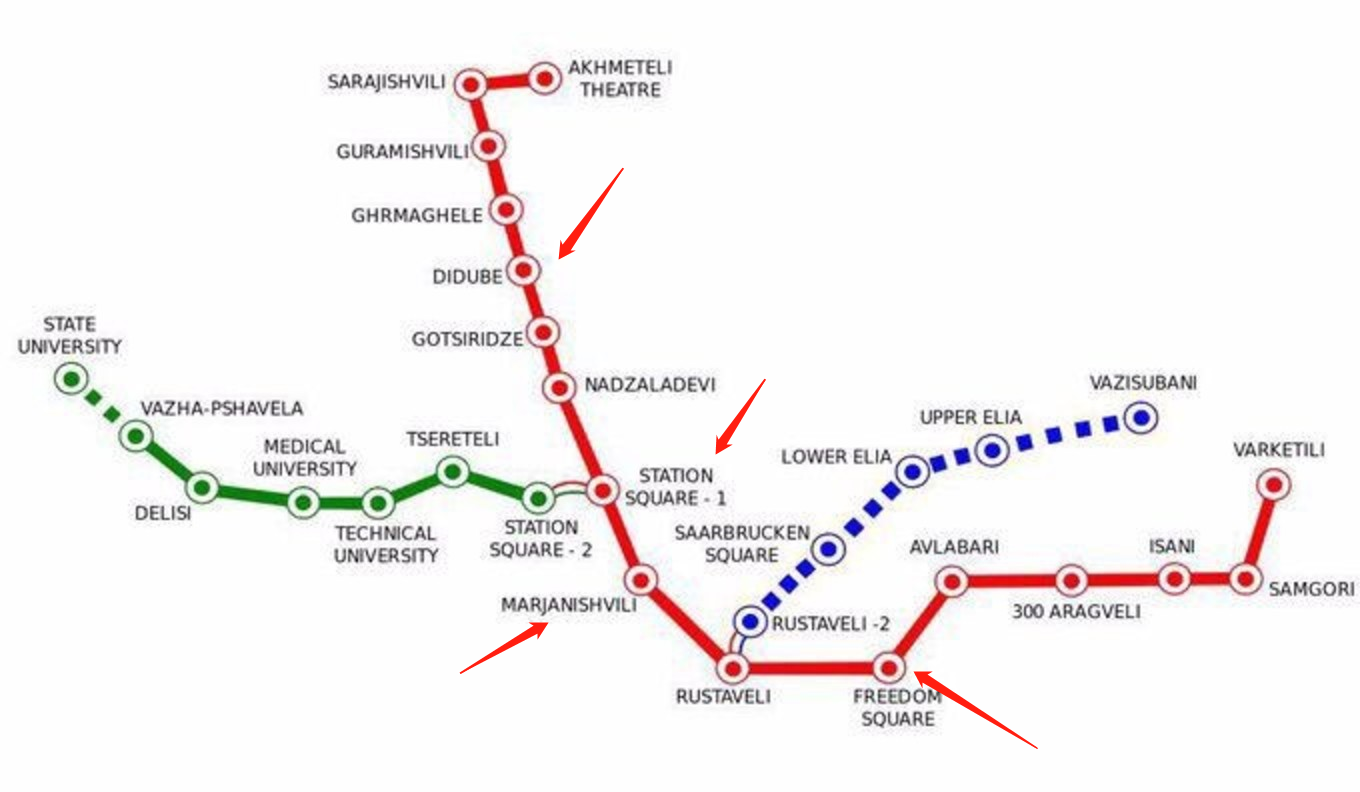 SARAJISHVILI
AKHMETELI
THEATRE
GURAMISHVILI
GHRMAGHELE
DIDUBE
GOTSIRIDZE
NADZALADEVI
STATE
UNIVERSITY
VAZHA-PSHAVELA
MEDICAL
UNIVERSITY
TSERETELI
DELISI
TECHNICAL
UNIVERSITY
STATION
SQUARE - 2
STATION
SQUARE - 1
VAZISUBANI
UPPER ELIA
LOWER ELIA
SAARBRUCKEN
SQUARE
RUSTAVELI -2
VARKETILI
AVLABARI
ISANI
300 ARAGVELI
SAMGORI
MARJANISHVILI
RUSTAVELI
FREEDOM
SQUARE